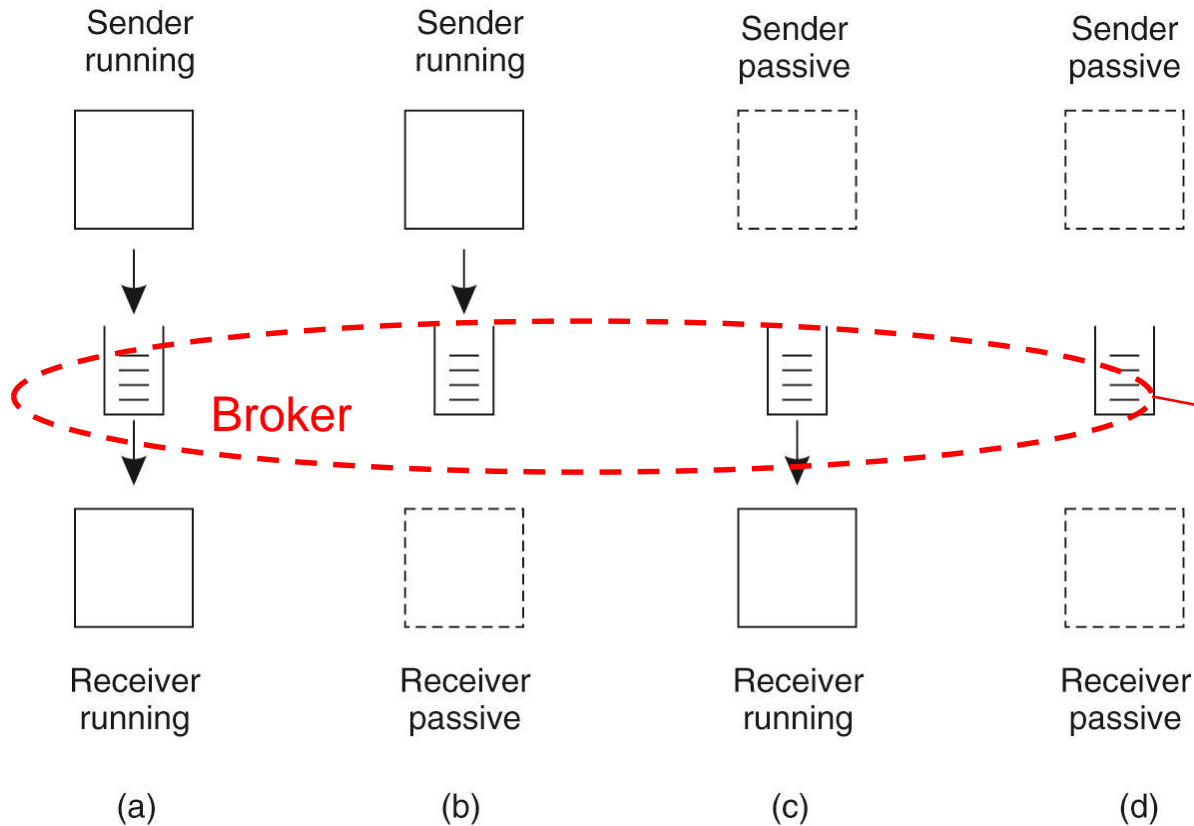 Sender
running
Sender
running
Sender
passive
Sender
passive
Broker
Receiver
running
Receiver
passive
Receiver
running
Receiver
passive
(a)
(b)
(c)
(d)